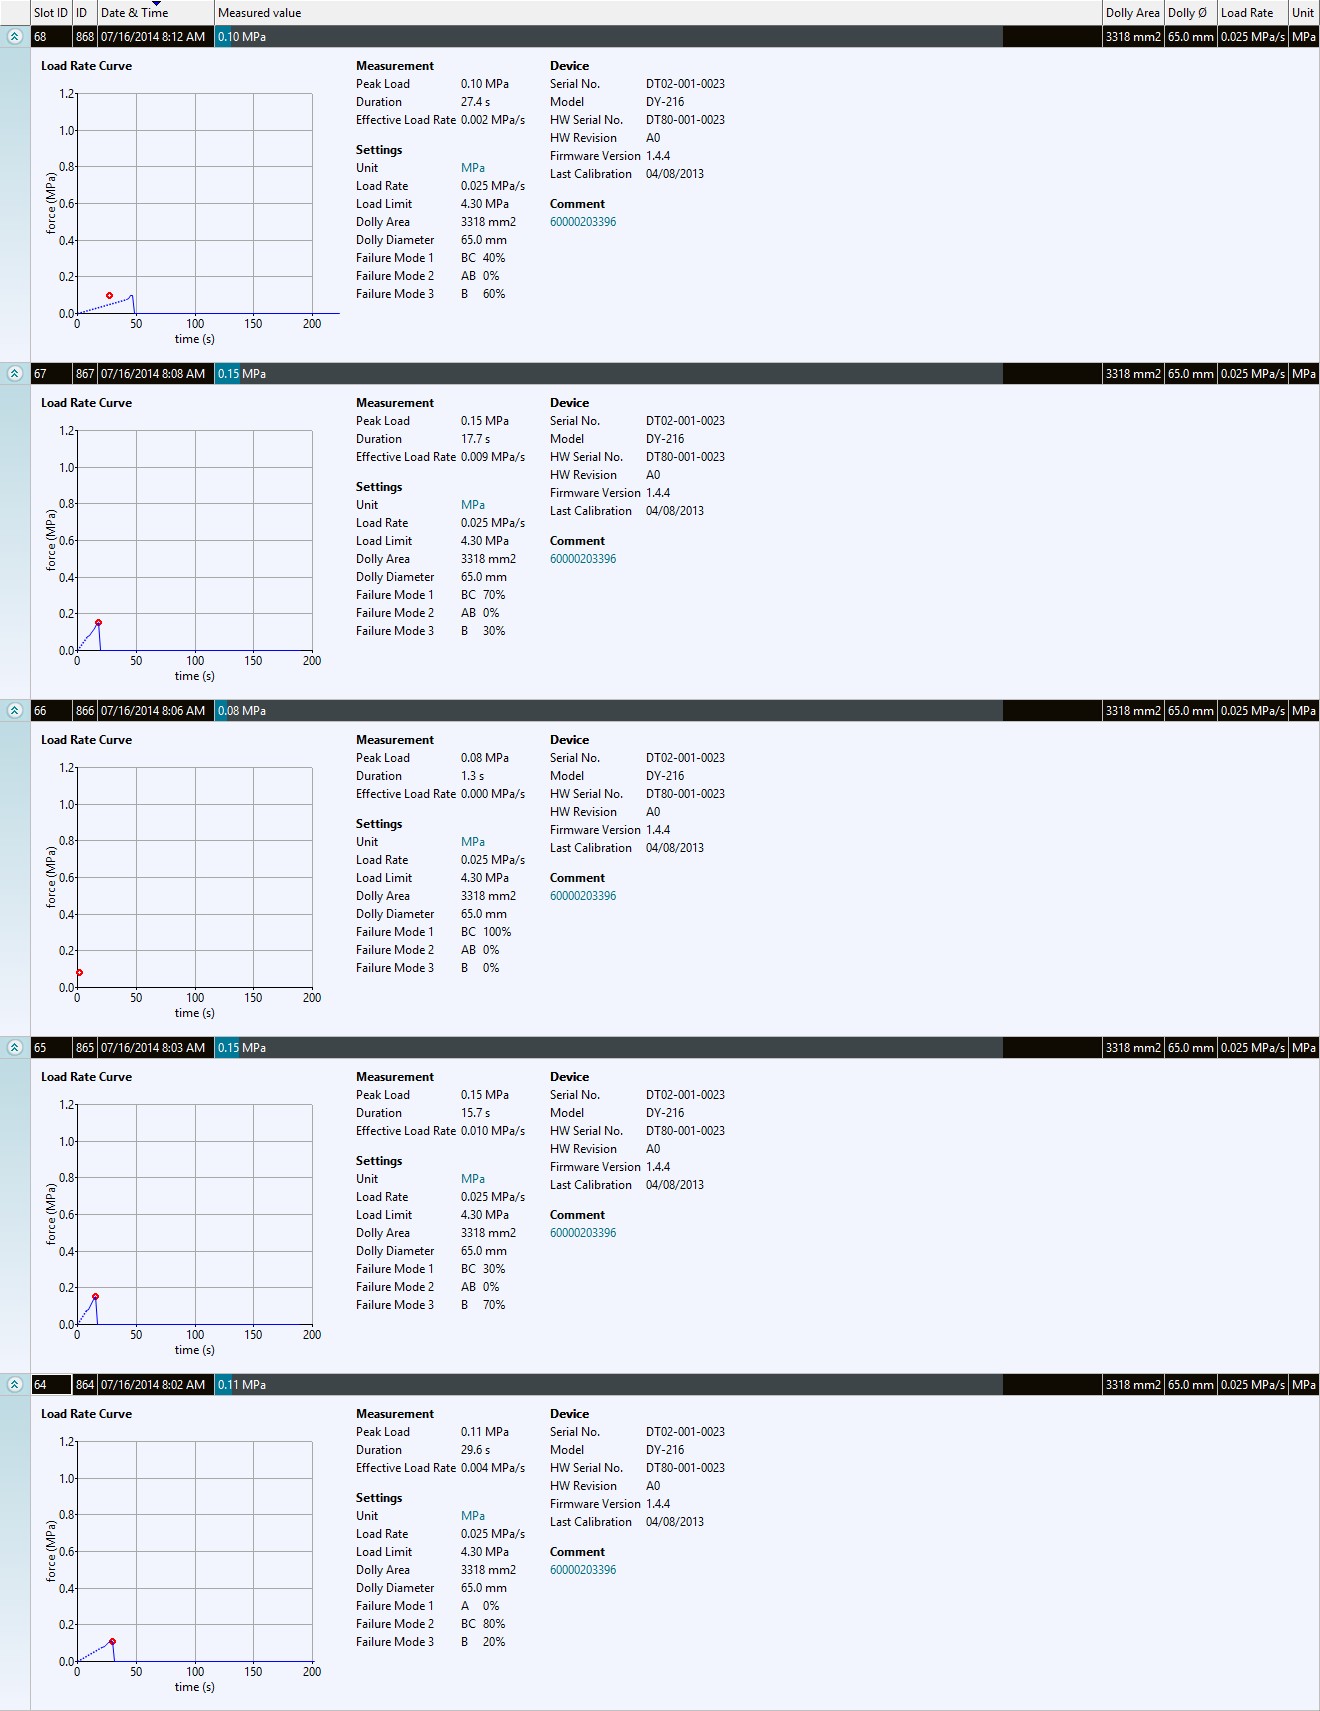 Slot ID ID Date & Time Measured value Dolly Area Dolly Ø Load Rate Unit
68 868 07/16/2014 8:12 AM 0.10 MPa 3318 mm2 65.0 mm 0.025 MPa/s MPa
Load Rate Curve Measurement Device
Peak Load 0.10 MPa Serial No. DT02-001-0023
1.2 Duration 27.4 s Model DY-216
Effective Load Rate 0.002 MPa/s HW Serial No. DT80-001-0023
1.0 HW Revision A0
Settings Firmware Version 1.4.4
0.8 Unit MPa Last Calibration 04/08/2013
Load Rate 0.025 MPa/s
0.6 Load Limit 4.30 MPa Comment
force (MPa) Dolly Area 3318 mm2 60000203396
0.4 Dolly Diameter 65.0 mm
Failure Mode 1 BC 40%
0.2 Failure Mode 2 AB 0%
Failure Mode 3 B 60%
0.0
0 50 100 150 200
time (s)
67 867 07/16/2014 8:08 AM 0.15 MPa 3318 mm2 65.0 mm 0.025 MPa/s MPa
Load Rate Curve Measurement Device
Peak Load 0.15 MPa Serial No. DT02-001-0023
1.2 Duration 17.7 s Model DY-216
Effective Load Rate 0.009 MPa/s HW Serial No. DT80-001-0023
1.0 HW Revision A0
Settings Firmware Version 1.4.4
0.8 Unit MPa Last Calibration 04/08/2013
Load Rate 0.025 MPa/s
0.6 Load Limit 4.30 MPa Comment
force (MPa) Dolly Area 3318 mm2 60000203396
0.4 Dolly Diameter 65.0 mm
Failure Mode 1 BC 70%
0.2 Failure Mode 2 AB 0%
Failure Mode 3 B 30%
0.0
0 50 100 150 200
time (s)
66 866 07/16/2014 8:06 AM 0.08 MPa 3318 mm2 65.0 mm 0.025 MPa/s MPa
Load Rate Curve Measurement Device
Peak Load 0.08 MPa Serial No. DT02-001-0023
1.2 Duration 1.3 s Model DY-216
Effective Load Rate 0.000 MPa/s HW Serial No. DT80-001-0023
1.0 HW Revision A0
Settings Firmware Version 1.4.4
0.8 Unit MPa Last Calibration 04/08/2013
Load Rate 0.025 MPa/s
0.6 Load Limit 4.30 MPa Comment
force (MPa) Dolly Area 3318 mm2 60000203396
0.4 Dolly Diameter 65.0 mm
Failure Mode 1 BC 100%
0.2 Failure Mode 2 AB 0%
Failure Mode 3 B 0%
0.0
0 50 100 150 200
time (s)
65 865 07/16/2014 8:03 AM 0.15 MPa 3318 mm2 65.0 mm 0.025 MPa/s MPa
Load Rate Curve Measurement Device
Peak Load 0.15 MPa Serial No. DT02-001-0023
1.2 Duration 15.7 s Model DY-216
Effective Load Rate 0.010 MPa/s HW Serial No. DT80-001-0023
1.0 HW Revision A0
Settings Firmware Version 1.4.4
0.8 Unit MPa Last Calibration 04/08/2013
Load Rate 0.025 MPa/s
0.6 Load Limit 4.30 MPa Comment
force (MPa) Dolly Area 3318 mm2 60000203396
0.4 Dolly Diameter 65.0 mm
Failure Mode 1 BC 30%
0.2 Failure Mode 2 AB 0%
Failure Mode 3 B 70%
0.0
0 50 100 150 200
time (s)
64 864 07/16/2014 8:02 AM 0.11 MPa 3318 mm2 65.0 mm 0.025 MPa/s MPa
Load Rate Curve Measurement Device
Peak Load 0.11 MPa Serial No. DT02-001-0023
1.2 Duration 29.6 s Model DY-216
Effective Load Rate 0.004 MPa/s HW Serial No. DT80-001-0023
1.0 HW Revision A0
Settings Firmware Version 1.4.4
0.8 Unit MPa Last Calibration 04/08/2013
Load Rate 0.025 MPa/s
0.6 Load Limit 4.30 MPa Comment
force (MPa) Dolly Area 3318 mm2 60000203396
0.4 Dolly Diameter 65.0 mm
Failure Mode 1 A 0%
0.2 Failure Mode 2 BC 80%
Failure Mode 3 B 20%
0.0
0 50 100 150 200
time (s)